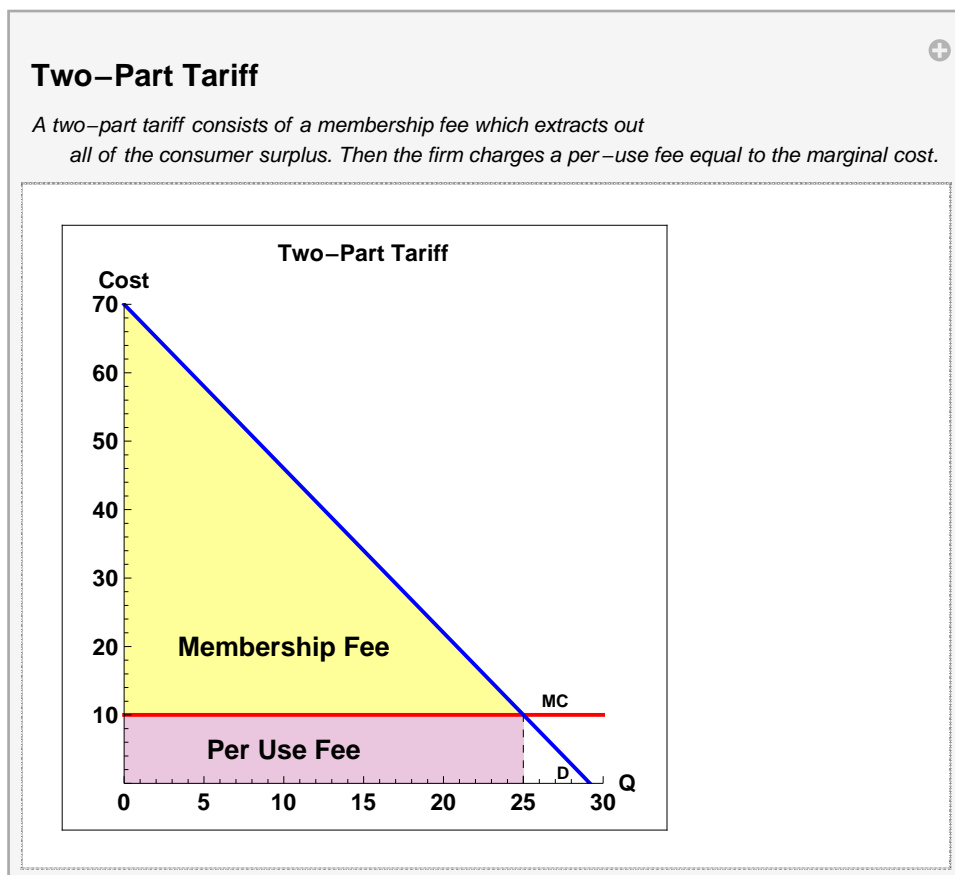 Two−Part Tariff
A two−part tariff consists of a membership fee which extracts out
all of the consumer surplus. Then the firm charges a per−use fee equal to the marginal cost.
Two−Part Tariff
Cost
70
60
50
40
30
20
Membership Fee
MC
10
Per Use Fee
D
Q
0 5 10 15 20 25 30